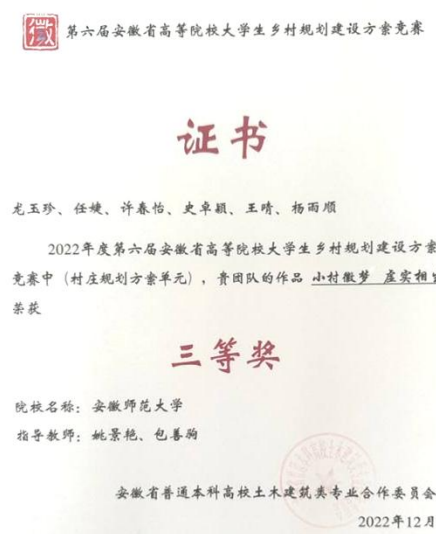 徽
第六届安徽省高等院校大学生乡村规划建设方案竞赛
证书
龙玉珍、任婕、许春怡、史卓颖、王晴、杨雨顺
2022年度第六届安徽省高等院校大学生乡村规划建设方案
竞赛中（村庄规划方案单元），贵团队的作品 小村徽梦 虚实相
荣获
三等奖
院校名称：安徽师范大学
指导教师：姚景艳、包善驹
安徽省普通本科高校土木建筑类专业合作委员会
2022年12月